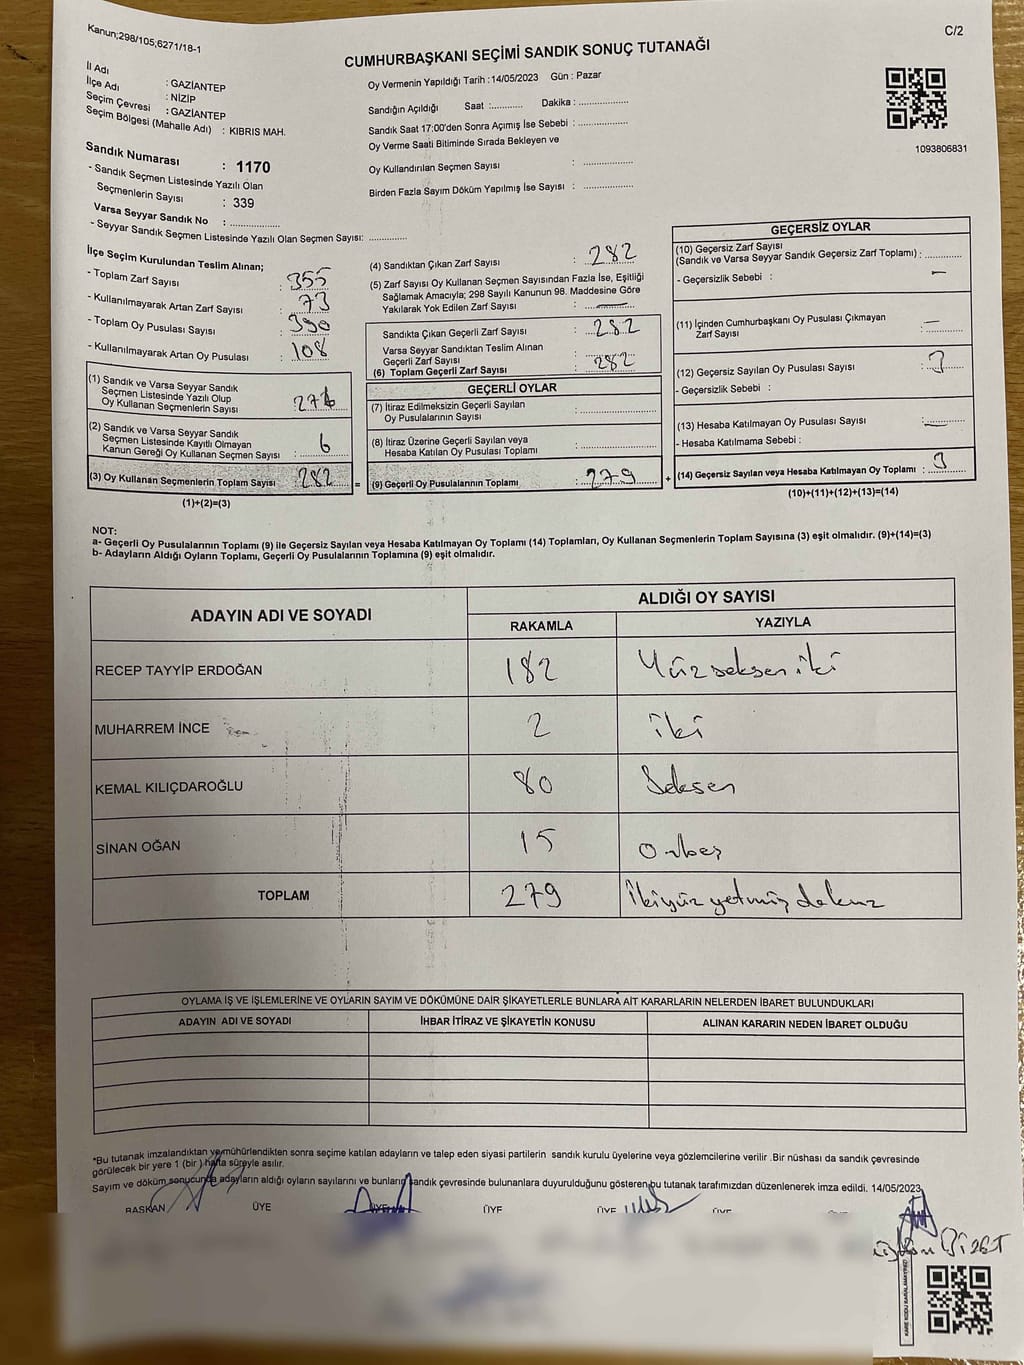 Kanun;298/105,6271/18-1
C/2
CUMHURBAŞKANI SEÇİMİ SANDIK SONUÇ TUTANAĞI
İl Adı : GAZİANTEP
İlçe Adı : NİZİP
Seçim Çevresi : GAZİANTEP
Seçim Bölgesi (Mahalle Adı) : KIBRIS MAH.
Sandık Numarası : 1170
- Sandık Seçmen Listesinde Yazılı Olan
Seçmenlerin Sayısı : 339
Varsa Seyyar Sandık No : ................
- Seyyar Sandık Seçmen Listesinde Yazılı Olan Seçmen Sayısı: ............
Oy Vermenin Yapıldığı Tarih : 14/05/2023 Gün : Pazar
Sandığın Açıldığı Saat :.......... Dakika : ................
Sandık Saat 17:00'den Sonra Açımış İse Sebebi : ................
Oy Verme Saati Bitiminde Sırada Bekleyen ve
Oy Kullandırılan Seçmen Sayısı : ................
Birden Fazla Sayım Döküm Yapılmış İse Sayısı : ................
1093806831
İlçe Seçim Kurulundan Teslim Alınan;
- Toplam Zarf Sayısı : 355
- Kullanılmayarak Artan Zarf Sayısı : 73
- Toplam Oy Pusulası Sayısı : 390
- Kullanılmayarak Artan Oy Pusulası : 108
(1) Sandık ve Varsa Seyyar Sandık
Seçmen Listesinde Yazılı Olup
Oy Kullanan Seçmenlerin Sayısı : 276
(2) Sandık ve Varsa Seyyar Sandık
Seçmen Listesinde Kayıtlı Olmayan
Kanun Gereği Oy Kullanan Seçmen Sayısı : 6
(3) Oy Kullanan Seçmenlerin Toplam Sayısı : 282 =
(1)+(2)=(3)
(4) Sandıktan Çıkan Zarf Sayısı : 282
(5) Zarf Sayısı Oy Kullanan Seçmen Sayısından Fazla İse, Eşitliği
Sağlamak Amacıyla; 298 Sayılı Kanunun 98. Maddesine Göre
Yakılarak Yok Edilen Zarf Sayısı : —
Sandıkta Çıkan Geçerli Zarf Sayısı : 282
Varsa Seyyar Sandıktan Teslim Alınan
Geçerli Zarf Sayısı
(6) Toplam Geçerli Zarf Sayısı : 282
GEÇERLİ OYLAR
(7) İtiraz Edilmeksizin Geçerli Sayılan
Oy Pusulalarının Sayısı : ................
(8) İtiraz Üzerine Geçerli Sayılan veya
Hesaba Katılan Oy Pusulası Toplamı : ................
(9) Geçerli Oy Pusulalarının Toplamı : 279 +
GEÇERSİZ OYLAR
(10) Geçersiz Zarf Sayısı
(Sandık ve Varsa Seyyar Sandık Geçersiz Zarf Toplamı) : ............
- Geçersizlik Sebebi : —
(11) İçinden Cumhurbaşkanı Oy Pusulası Çıkmayan
Zarf Sayısı : —
(12) Geçersiz Sayılan Oy Pusulası Sayısı : 3
- Geçersizlik Sebebi :
(13) Hesaba Katılmayan Oy Pusulası Sayısı : —
- Hesaba Katılmama Sebebi :
(14) Geçersiz Sayılan veya Hesaba Katılmayan Oy Toplamı : 3
(10)+(11)+(12)+(13)=(14)
NOT:
a- Geçerli Oy Pusulalarının Toplamı (9) ile Geçersiz Sayılan veya Hesaba Katılmayan Oy Toplamı (14) Toplamları, Oy Kullanan Seçmenlerin Toplam Sayısına (3) eşit olmalıdır. (9)+(14)=(3)
b- Adayların Aldığı Oyların Toplamı, Geçerli Oy Pusulalarının Toplamına (9) eşit olmalıdır.
ADAYIN ADI VE SOYADI ALDIĞI OY SAYISI
RAKAMLA YAZIYLA
RECEP TAYYİP ERDOĞAN 182 Yüzseksen iki
MUHARREM İNCE 2 iki
KEMAL KILIÇDAROĞLU 80 Seksen
SİNAN OĞAN 15 Onbeş
TOPLAM 279 İkiyüz yetmiş dokuz
OYLAMA İŞ VE İŞLEMLERİNE VE OYLARIN SAYIM VE DÖKÜMÜNE DAİR ŞİKAYETLERLE BUNLARA AİT KARARLARIN NELERDEN İBARET BULUNDUKLARI
ADAYIN ADI VE SOYADI İHBAR İTİRAZ VE ŞİKAYETİN KONUSU ALINAN KARARIN NEDEN İBARET OLDUĞU
*Bu tutanak imzalandıktan ve mühürlendikten sonra seçime katılan adayların ve talep eden siyasi partilerin sandık kurulu üyelerine veya gözlemcilerine verilir .Bir nüshası da sandık çevresinde
görülecek bir yere 1 (bir ) hafta süreyle asılır.
Sayım ve döküm sonucunda adayların aldığı oyların sayılarını ve bunların sandık çevresinde bulunanlara duyurulduğunu gösteren bu tutanak tarafımızdan düzenlenerek imza edildi. 14/05/2023
BAŞKAN ÜYE ÜYE ÜYE ÜYE ÜYE